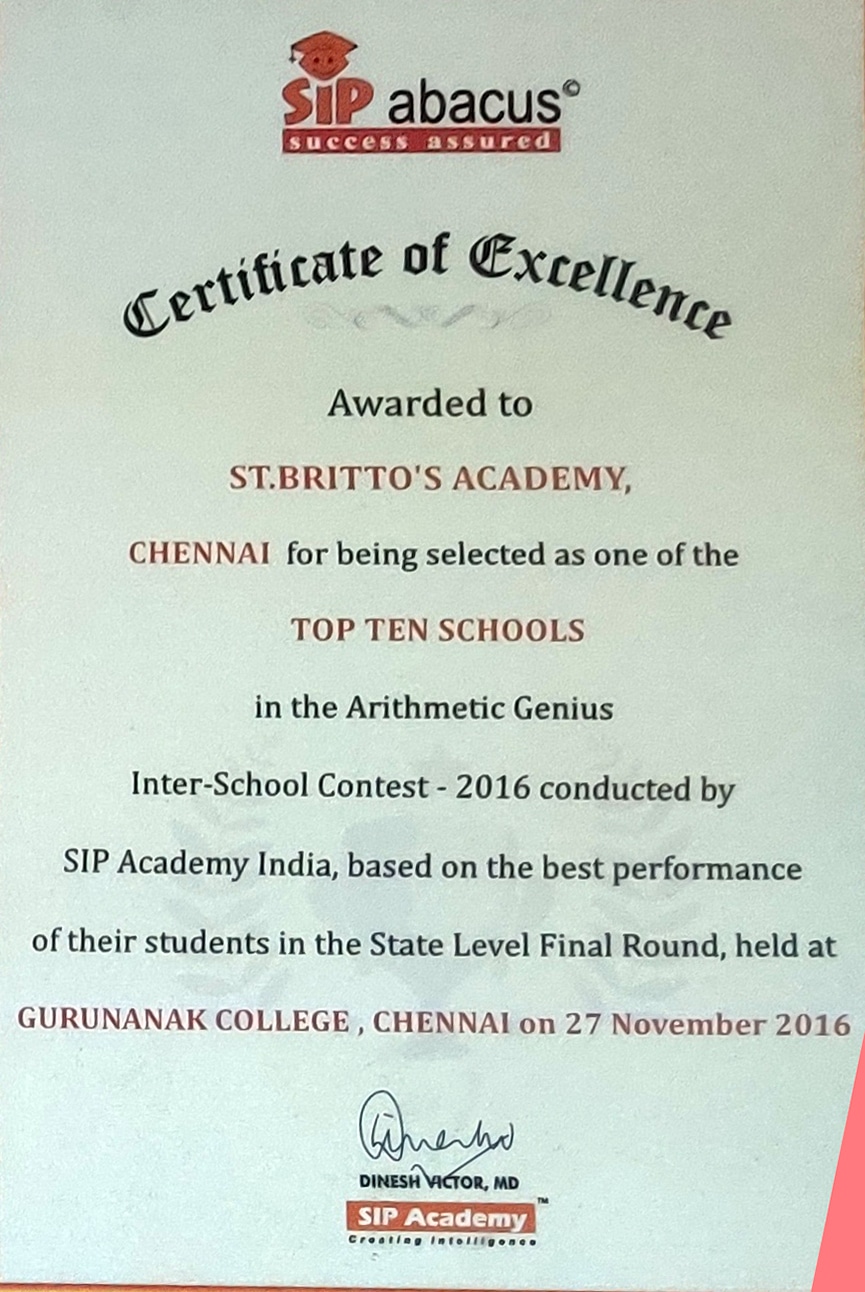 SIP abacus©
success assured
Certificate of Excellence
Awarded to
ST.BRITTO'S ACADEMY,
CHENNAI for being selected as one of the
TOP TEN SCHOOLS
in the Arithmetic Genius
Inter-School Contest - 2016 conducted by
SIP Academy India, based on the best performance
of their students in the State Level Final Round, held at
GURUNANAK COLLEGE , CHENNAI on 27 November 2016
DINESH VICTOR, MD
SIP Academy™
Creating Intelligence